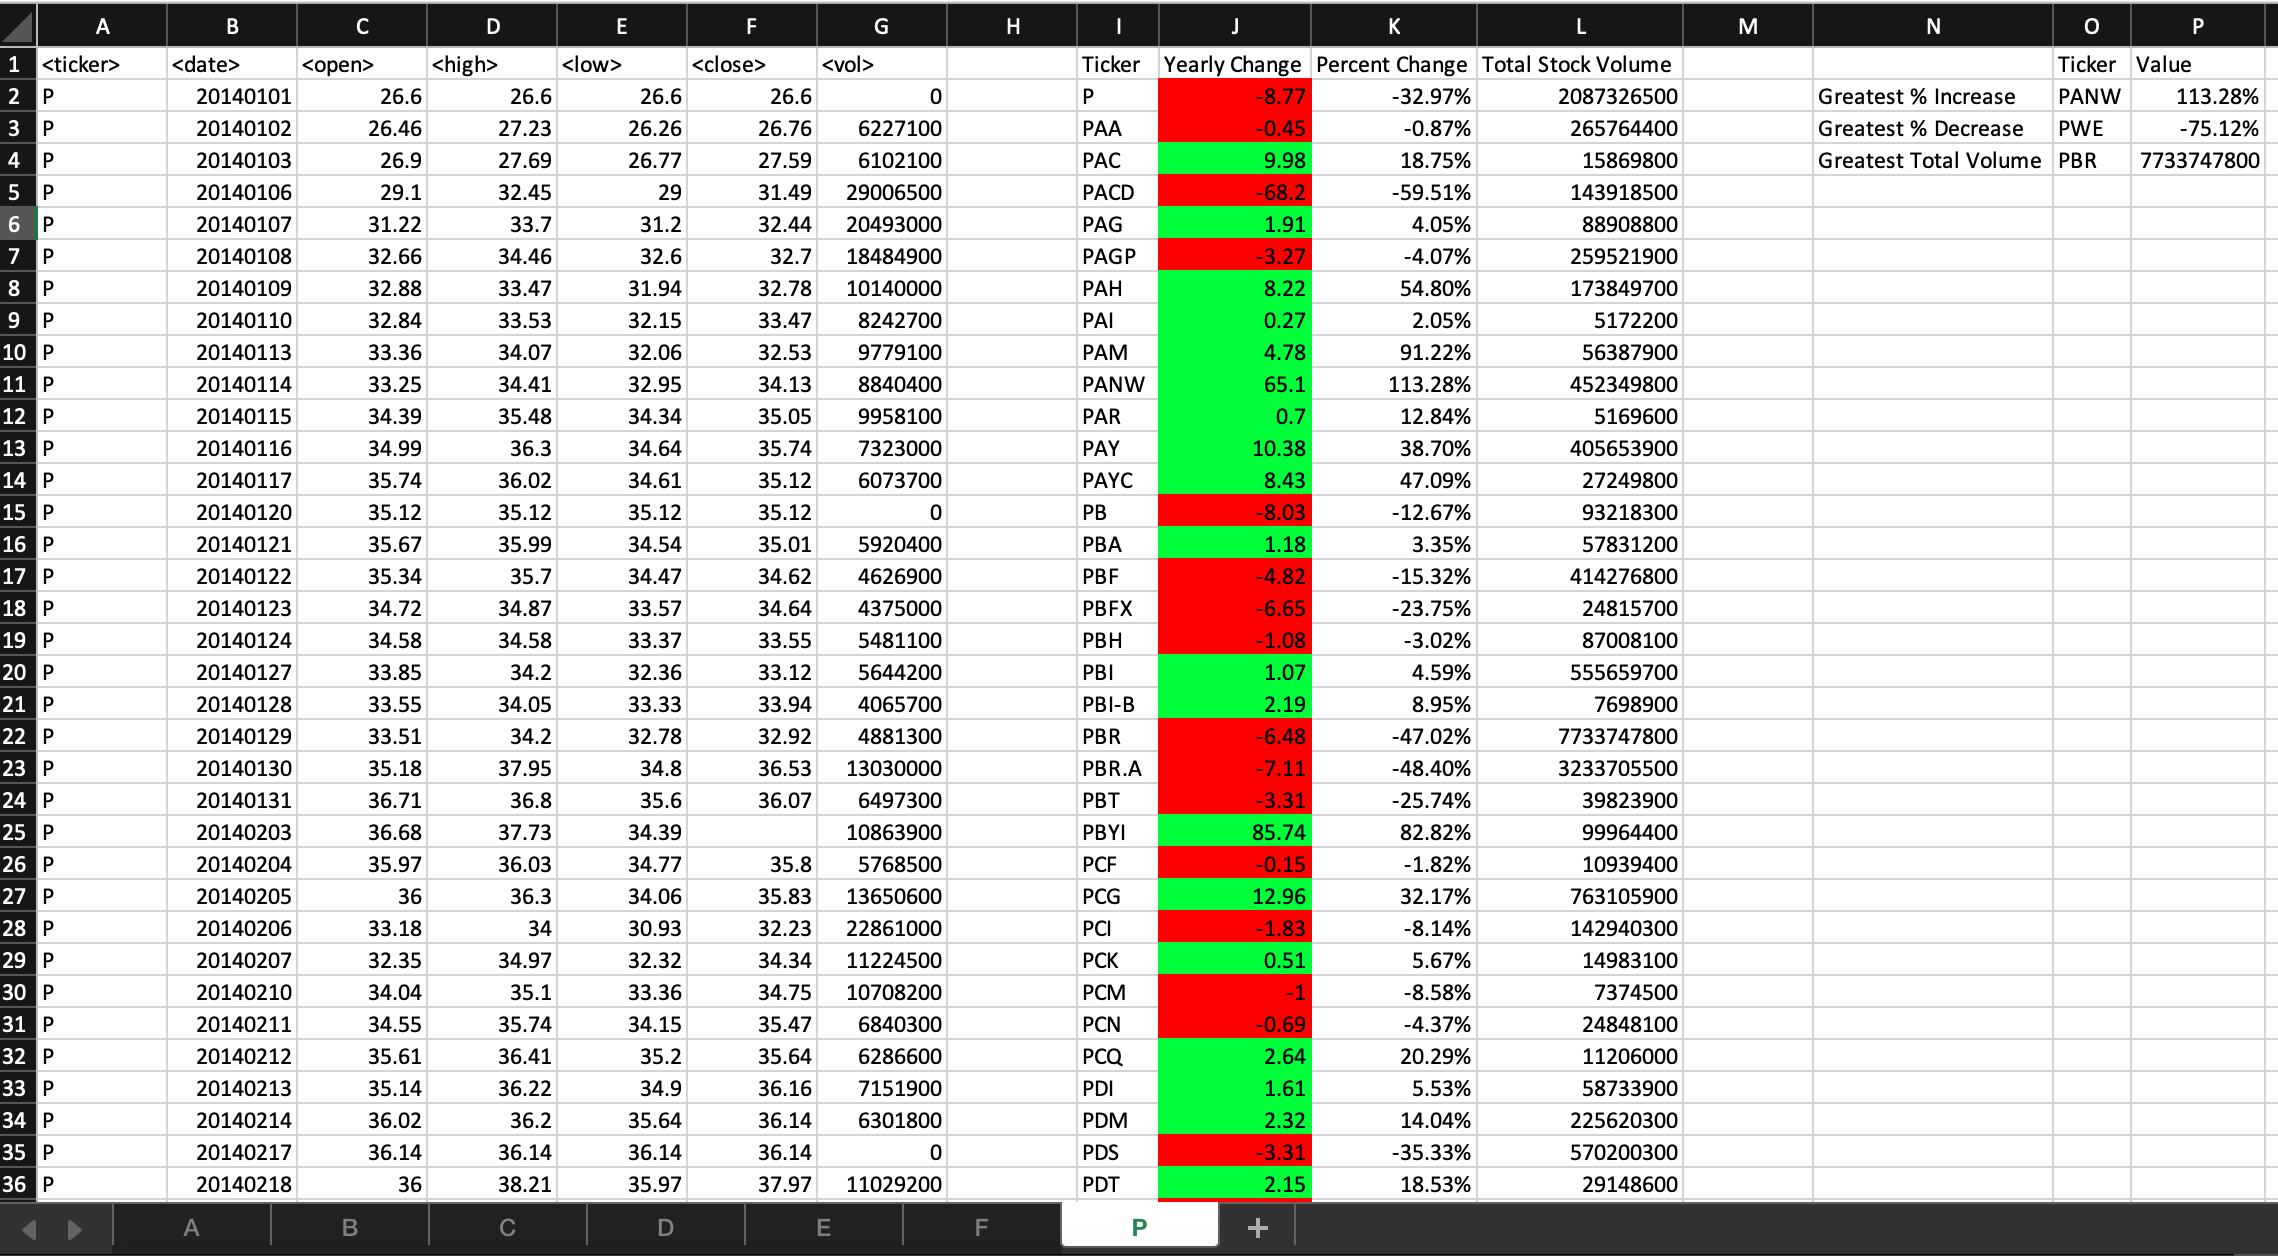 A B C D E F G H I J K L M N O P
1 <ticker> <date> <open> <high> <low> <close> <vol> Ticker Yearly Change Percent Change Total Stock Volume Ticker Value
2 P 20140101 26.6 26.6 26.6 26.6 0 P -8.77 -32.97% 2087326500 Greatest % Increase PANW 113.28%
3 P 20140102 26.46 27.23 26.26 26.76 6227100 PAA -0.45 -0.87% 265764400 Greatest % Decrease PWE -75.12%
4 P 20140103 26.9 27.69 26.77 27.59 6102100 PAC 9.98 18.75% 15869800 Greatest Total Volume PBR 7733747800
5 P 20140106 29.1 32.45 29 31.49 29006500 PACD -68.2 -59.51% 143918500
6 P 20140107 31.22 33.7 31.2 32.44 20493000 PAG 1.91 4.05% 88908800
7 P 20140108 32.66 34.46 32.6 32.7 18484900 PAGP -3.27 -4.07% 259521900
8 P 20140109 32.88 33.47 31.94 32.78 10140000 PAH 8.22 54.80% 173849700
9 P 20140110 32.84 33.53 32.15 33.47 8242700 PAI 0.27 2.05% 5172200
10 P 20140113 33.36 34.07 32.06 32.53 9779100 PAM 4.78 91.22% 56387900
11 P 20140114 33.25 34.41 32.95 34.13 8840400 PANW 65.1 113.28% 452349800
12 P 20140115 34.39 35.48 34.34 35.05 9958100 PAR 0.7 12.84% 5169600
13 P 20140116 34.99 36.3 34.64 35.74 7323000 PAY 10.38 38.70% 405653900
14 P 20140117 35.74 36.02 34.61 35.12 6073700 PAYC 8.43 47.09% 27249800
15 P 20140120 35.12 35.12 35.12 35.12 0 PB -8.03 -12.67% 93218300
16 P 20140121 35.67 35.99 34.54 35.01 5920400 PBA 1.18 3.35% 57831200
17 P 20140122 35.34 35.7 34.47 34.62 4626900 PBF -4.82 -15.32% 414276800
18 P 20140123 34.72 34.87 33.57 34.64 4375000 PBFX -6.65 -23.75% 24815700
19 P 20140124 34.58 34.58 33.37 33.55 5481100 PBH -1.08 -3.02% 87008100
20 P 20140127 33.85 34.2 32.36 33.12 5644200 PBI 1.07 4.59% 555659700
21 P 20140128 33.55 34.05 33.33 33.94 4065700 PBI-B 2.19 8.95% 7698900
22 P 20140129 33.51 34.2 32.78 32.92 4881300 PBR -6.48 -47.02% 7733747800
23 P 20140130 35.18 37.95 34.8 36.53 13030000 PBR.A -7.11 -48.40% 3233705500
24 P 20140131 36.71 36.8 35.6 36.07 6497300 PBT -3.31 -25.74% 39823900
25 P 20140203 36.68 37.73 34.39 10863900 PBYI 85.74 82.82% 99964400
26 P 20140204 35.97 36.03 34.77 35.8 5768500 PCF -0.15 -1.82% 10939400
27 P 20140205 36 36.3 34.06 35.83 13650600 PCG 12.96 32.17% 763105900
28 P 20140206 33.18 34 30.93 32.23 22861000 PCI -1.83 -8.14% 142940300
29 P 20140207 32.35 34.97 32.32 34.34 11224500 PCK 0.51 5.67% 14983100
30 P 20140210 34.04 35.1 33.36 34.75 10708200 PCM -1 -8.58% 7374500
31 P 20140211 34.55 35.74 34.15 35.47 6840300 PCN -0.69 -4.37% 24848100
32 P 20140212 35.61 36.41 35.2 35.64 6286600 PCQ 2.64 20.29% 11206000
33 P 20140213 35.14 36.22 34.9 36.16 7151900 PDI 1.61 5.53% 58733900
34 P 20140214 36.02 36.2 35.64 36.14 6301800 PDM 2.32 14.04% 225620300
35 P 20140217 36.14 36.14 36.14 36.14 0 PDS -3.31 -35.33% 570200300
36 P 20140218 36 38.21 35.97 37.97 11029200 PDT 2.15 18.53% 29148600
A B C D E F P +